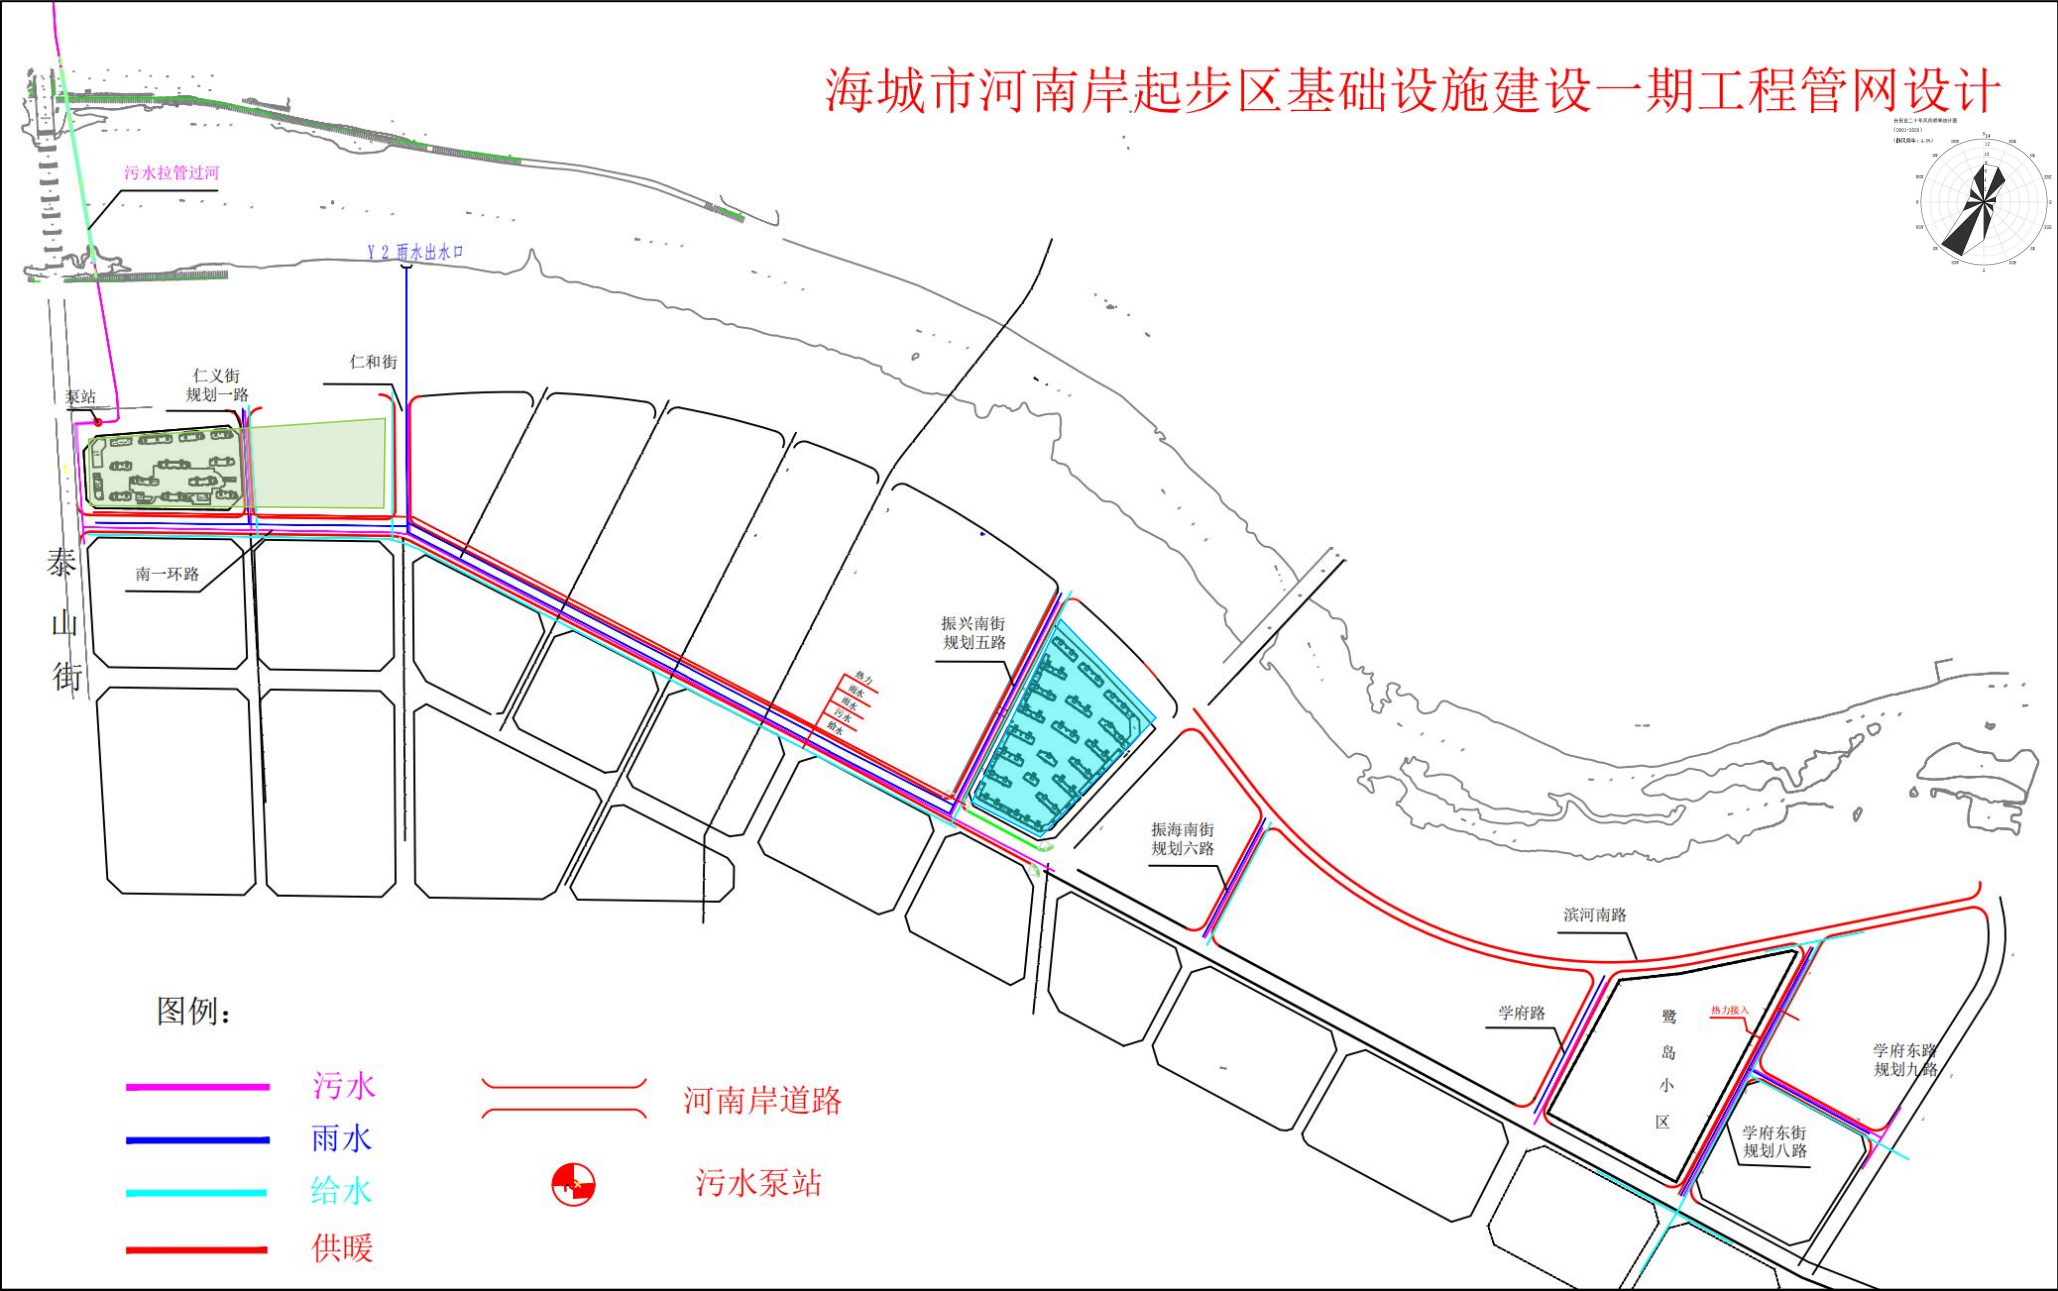 海城市河南岸起步区基础设施建设一期工程管网设计
(2001-2020)
污水拉管过河
Y 2 雨水出水口
仁和街
仁义街
规划一路
泵站
南一环路
泰
山
街
振兴南街
规划五路
热力
雨水
雨水
污水
给水
振海南街
规划六路
滨河南路
学府路
鹭
岛
小
区
热力接入
学府东路
规划九路
学府东街
规划八路
图例：
污水
雨水
给水
供暖
河南岸道路
污水泵站